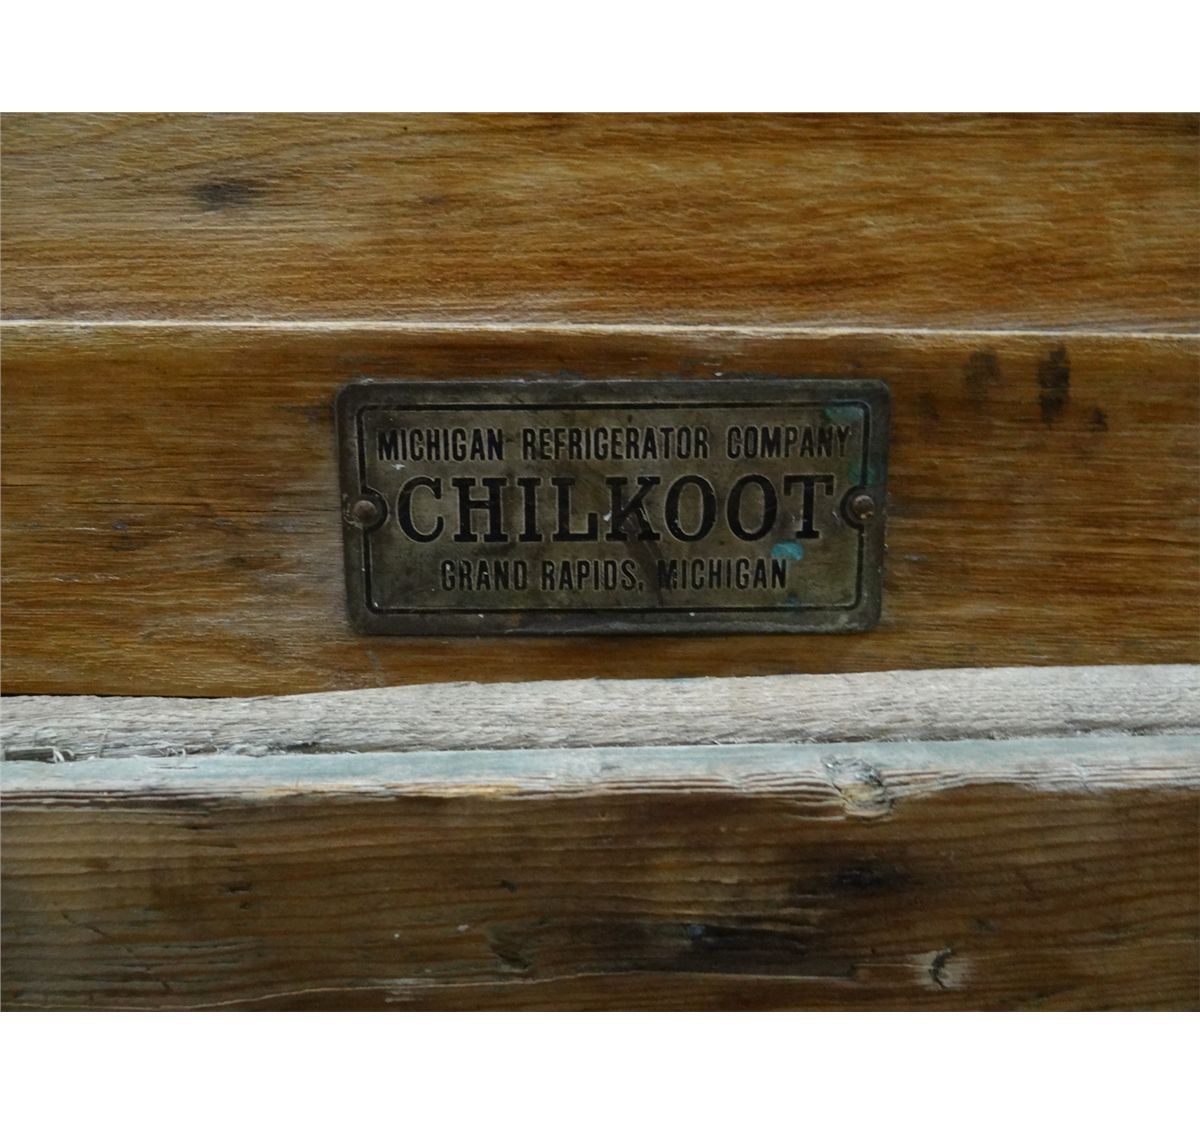 MICHIGAN REFRIGERATOR COMPANY
CHILKOOT
GRAND RAPIDS, MICHIGAN